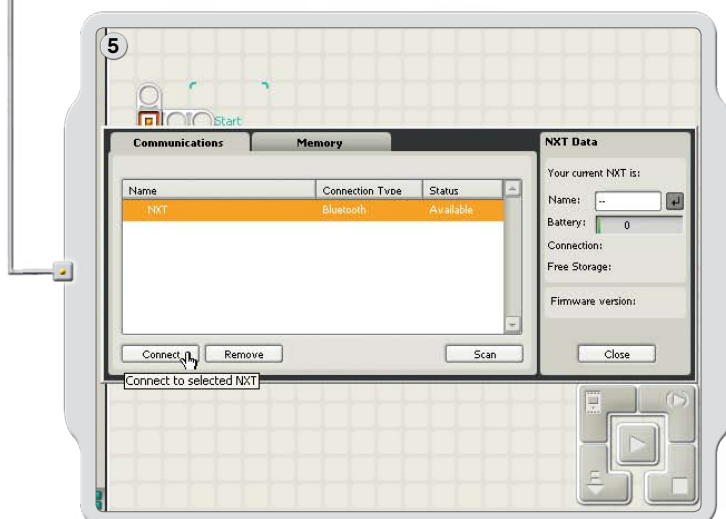 5
Start
Communications
Memory
Name
Connection Type
Status
NXT
Bluetooth
Available
Connect
Remove
Scan
Connect to selected NXT
NXT Data
Your current NXT is:
Name: --
Battery: 0
Connection:
Free Storage:
Firmware version:
Close